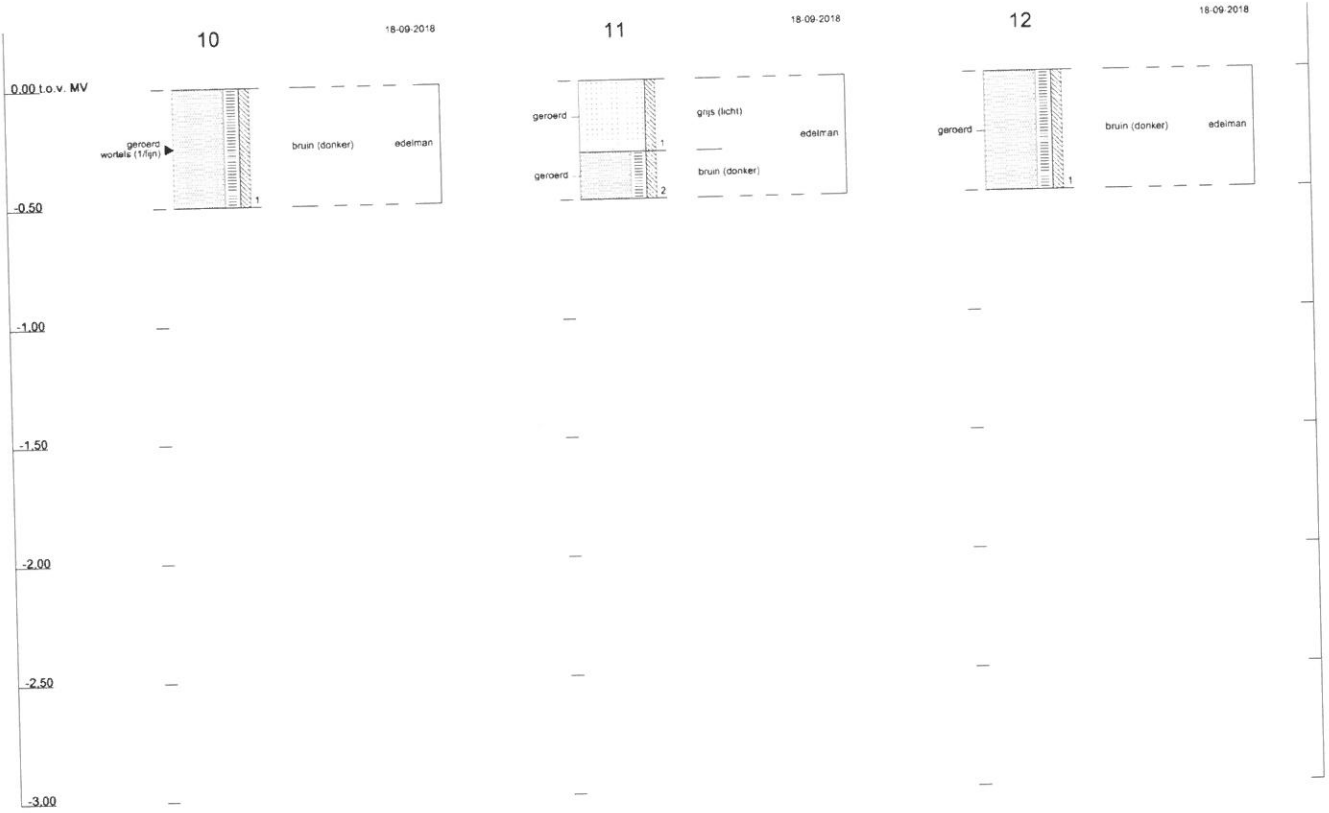 10
18-09-2018
11
18-09-2018
12
18-09-2018
0.00 t.o.v. MV
geroerd
wortels (1/fijn)
1
bruin (donker)
edelman
geroerd
1
grijs (licht)
edelman
geroerd
2
bruin (donker)
geroerd
1
bruin (donker)
edelman
-0.50
-1.00
-1.50
-2.00
-2.50
-3.00